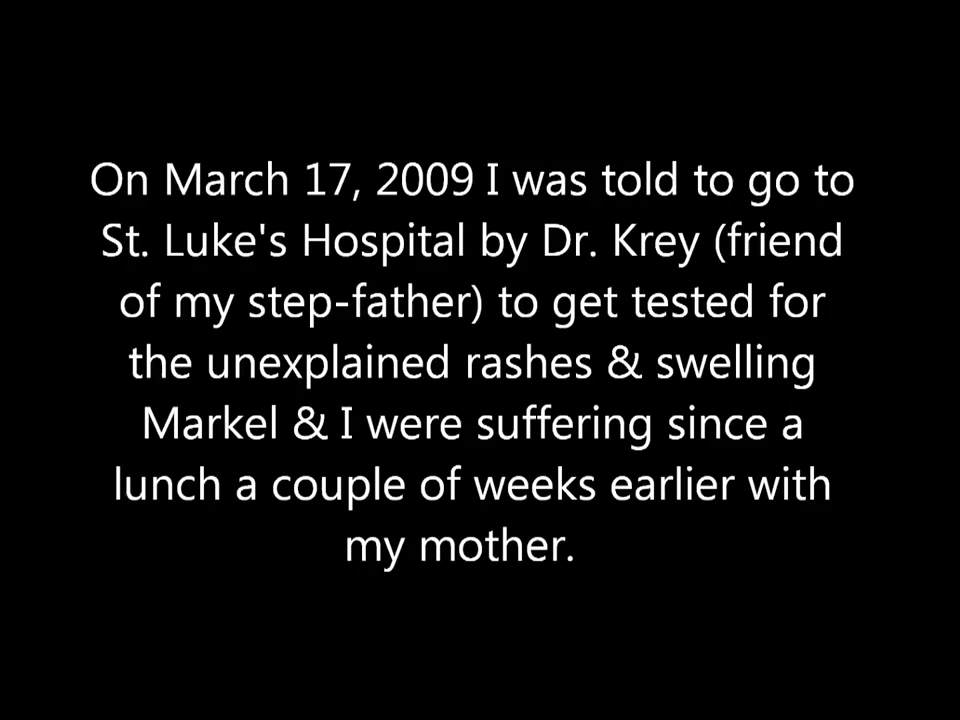 On March 17, 2009 I was told to go to
St. Luke's Hospital by Dr. Krey (friend
of my step-father) to get tested for
the unexplained rashes & swelling
Markel & I were suffering since a
lunch a couple of weeks earlier with
my mother.